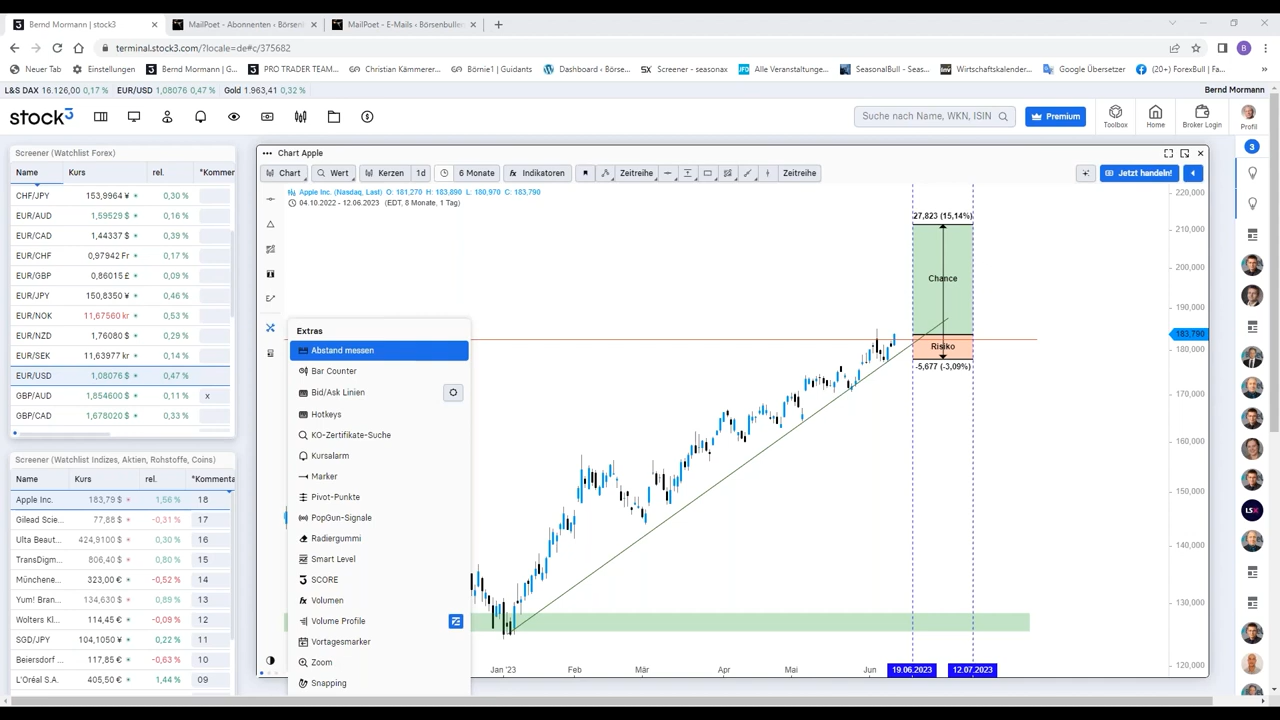 Bernd Mormann | stock3
MailPoet - Abonnenten ‹ Börsenb
MailPoet - E-Mails ‹ Börsenbullen
terminal.stock3.com/?locale=de#c/375682
B
Neuer Tab
Einstellungen
Bernd Mormann | G...
PRO TRADER TEAM...
Christian Kämmerer...
Börnie1 | Guidants
Dashboard ‹ Börse...
SX Screener - seasonax
JFD Alle Veranstaltunge...
SeasonalBull - Seas...
Wirtschaftskalender...
Google Übersetzer
(20+) ForexBull | Fa...
L&S DAX 16.126,00 0,17 % EUR/USD 1,08076 0,47 % Gold 1.963,41 0,32 %
Bernd Mormann
stock3
Suche nach Name, WKN, ISIN
Premium
Toolbox
Home
Broker Login
Profil
Screener (Watchlist Forex)
Name Kurs rel. *Kommer
CHF/JPY 153,9964 ¥ 0,30 %
EUR/AUD 1,59529 $ 0,16 %
EUR/CAD 1,44337 $ 0,39 %
EUR/CHF 0,97942 Fr 0,17 %
EUR/GBP 0,86015 £ 0,09 %
EUR/JPY 150,8350 ¥ 0,46 %
EUR/NOK 11,67560 kr 0,13 %
EUR/NZD 1,76080 $ 0,29 %
EUR/SEK 11,63977 kr 0,14 %
EUR/USD 1,08076 $ 0,47 %
GBP/AUD 1,854600 $ 0,11 % x
GBP/CAD 1,678020 $ 0,33 %
Screener (Watchlist Indizes, Aktien, Rohstoffe, Coins)
Name Kurs rel. *Kommenta
Apple Inc. 183,79 $ 1,56 % 18
Gilead Scie... 77,88 $ -0,31 % 17
Ulta Beaut... 424,9100 $ 0,30 % 16
TransDigm... 806,40 $ 0,80 % 15
Münchene... 323,00 € -0,52 % 14
Yum! Bran... 134,630 $ 0,89 % 13
Wolters Kl... 114,45 € -0,09 % 12
SGD/JPY 104,1050 ¥ 0,22 % 11
Beiersdorf ... 117,85 € -0,63 % 10
L'Oréal S.A. 405,50 € 1,44 % 09
Chart Apple
Chart
Wert
Kerzen
1d
6 Monate
fx Indikatoren
Zeitreihe
Zeitreihe
Jetzt handeln!
3
Apple Inc. (Nasdaq, Last) O: 181,270 H: 183,890 L: 180,970 C: 183,790
04.10.2022 - 12.06.2023 (EDT, 8 Monate, 1 Tag)
Extras
Abstand messen
Bar Counter
Bid/Ask Linien
Hotkeys
KO-Zertifikate-Suche
Kursalarm
Marker
Pivot-Punkte
PopGun-Signale
Radiergummi
Smart Level
SCORE
fx Volumen
Volume Profile
Vortagesmarker
Zoom
Snapping
27,823 (15,14%)
Chance
Risiko
-5,677 (-3,09%)
220,000
210,000
200,000
190,000
183,790
180,000
170,000
160,000
150,000
140,000
130,000
120,000
Jan '23 Feb Mär Apr Mai Jun 19.06.2023 12.07.2023
LSX